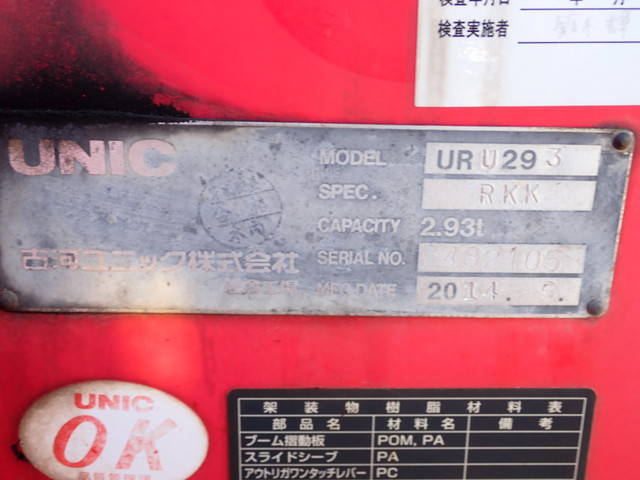 検査実施者
UNIC
MODEL URU293
SPEC. RKK
CAPACITY 2.93t
古河ユニック株式会社
SERIAL NO. 492105
MFG.DATE 2014.
UNIC
OK
架装物樹脂材料表
部品名 材料名 備考
ブーム摺動板 POM, PA
スライドシーブ PA
アウトリガワンタッチレバー PC